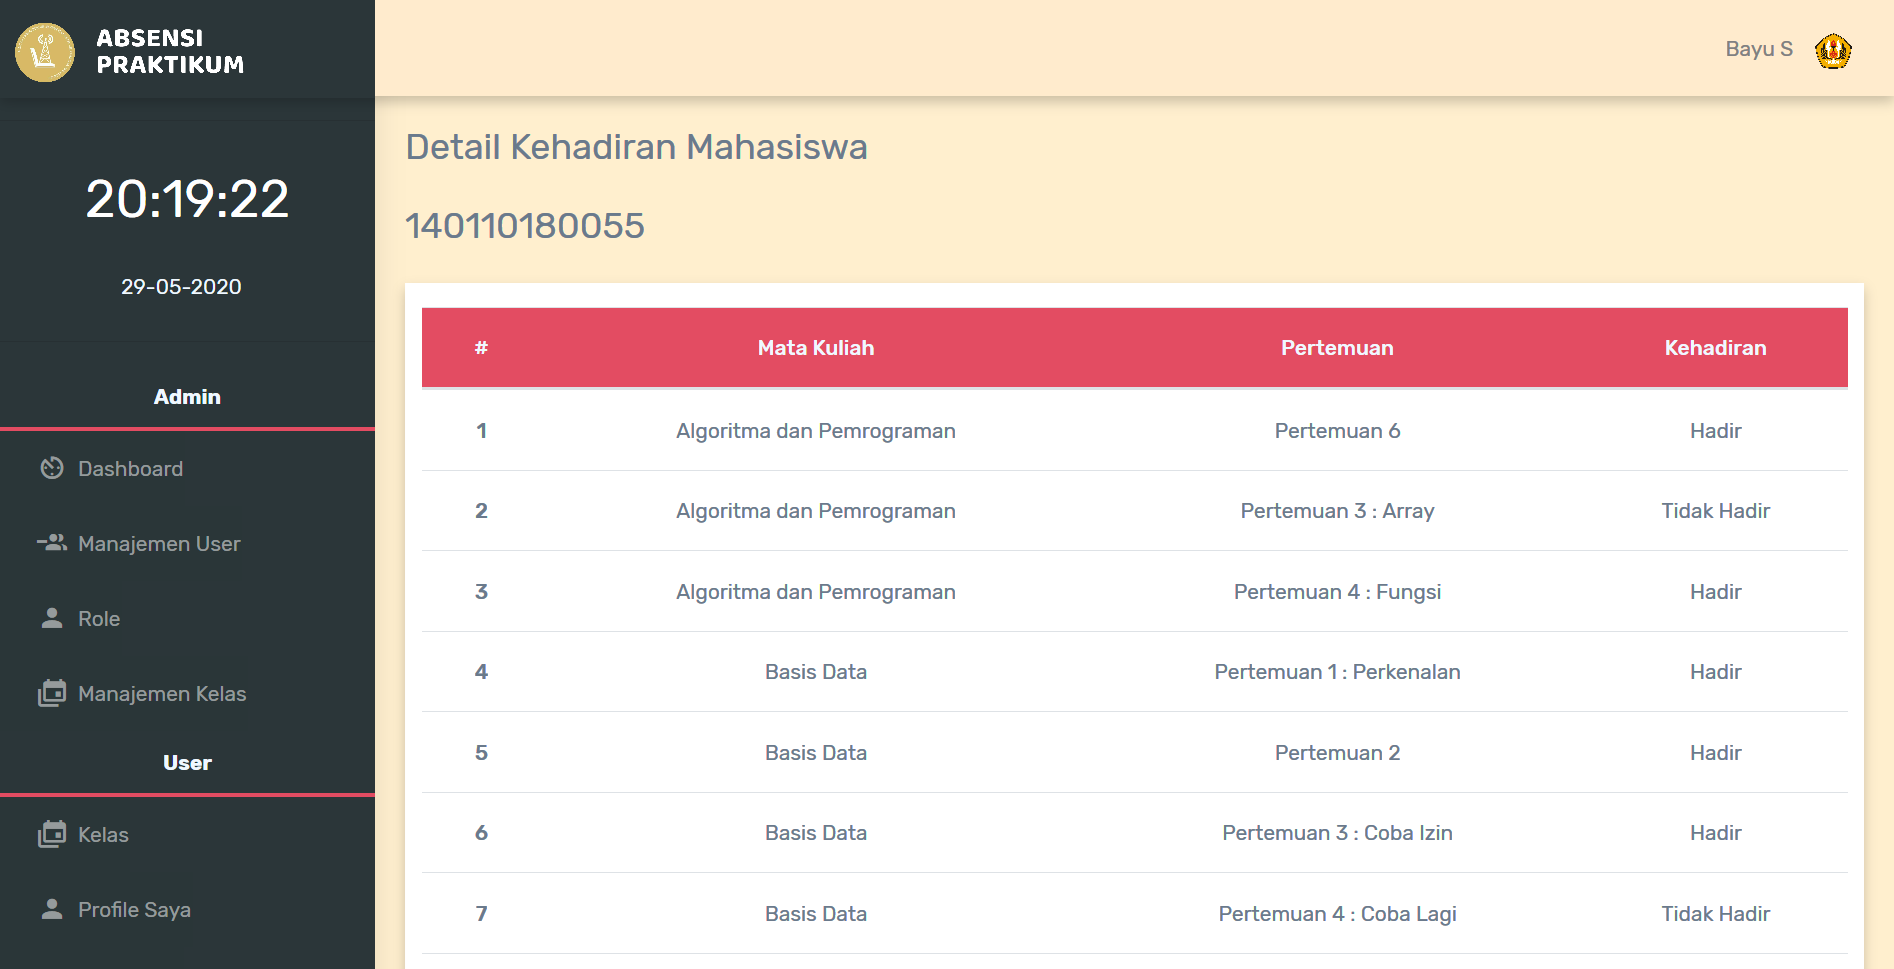 ABSENSI
PRAKTIKUM
Bayu S
20:19:22
29-05-2020
Admin
Dashboard
Manajemen User
Role
Manajemen Kelas
User
Kelas
Profile Saya
Detail Kehadiran Mahasiswa
140110180055
# Mata Kuliah Pertemuan Kehadiran
1 Algoritma dan Pemrograman Pertemuan 6 Hadir
2 Algoritma dan Pemrograman Pertemuan 3 : Array Tidak Hadir
3 Algoritma dan Pemrograman Pertemuan 4 : Fungsi Hadir
4 Basis Data Pertemuan 1 : Perkenalan Hadir
5 Basis Data Pertemuan 2 Hadir
6 Basis Data Pertemuan 3 : Coba Izin Hadir
7 Basis Data Pertemuan 4 : Coba Lagi Tidak Hadir